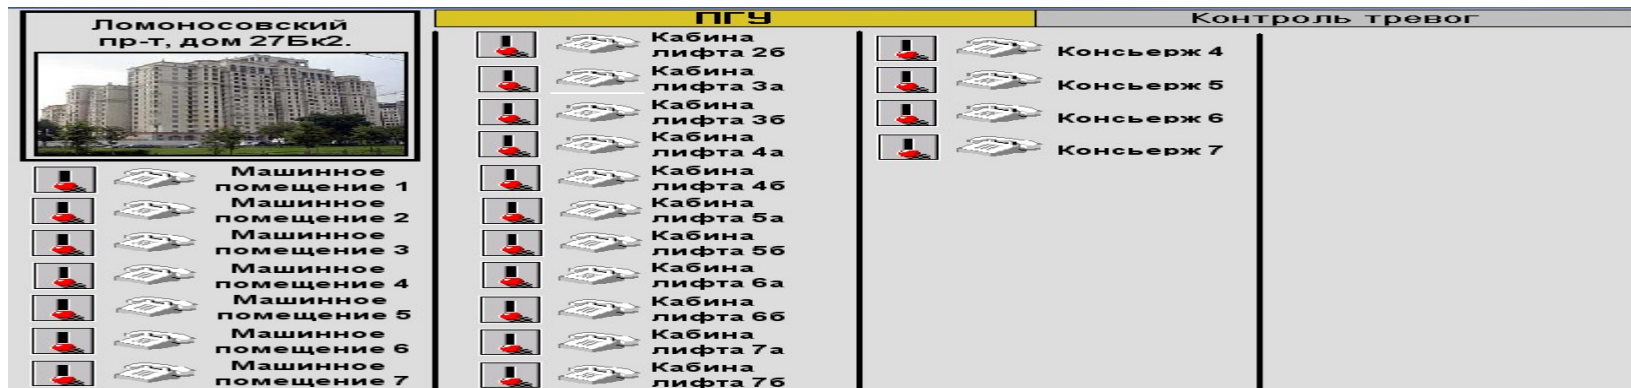 Ломоносовский
пр-т, дом 27Бк2.
Машинное
помещение 1
Машинное
помещение 2
Машинное
помещение 3
Машинное
помещение 4
Машинное
помещение 5
Машинное
помещение 6
Машинное
помещение 7
ПГУ
Контроль тревог
Кабина
лифта 2б
Кабина
лифта 3а
Кабина
лифта 3б
Кабина
лифта 4а
Кабина
лифта 4б
Кабина
лифта 5а
Кабина
лифта 5б
Кабина
лифта 6а
Кабина
лифта 6б
Кабина
лифта 7а
Кабина
лифта 7б
Консьерж 4
Консьерж 5
Консьерж 6
Консьерж 7